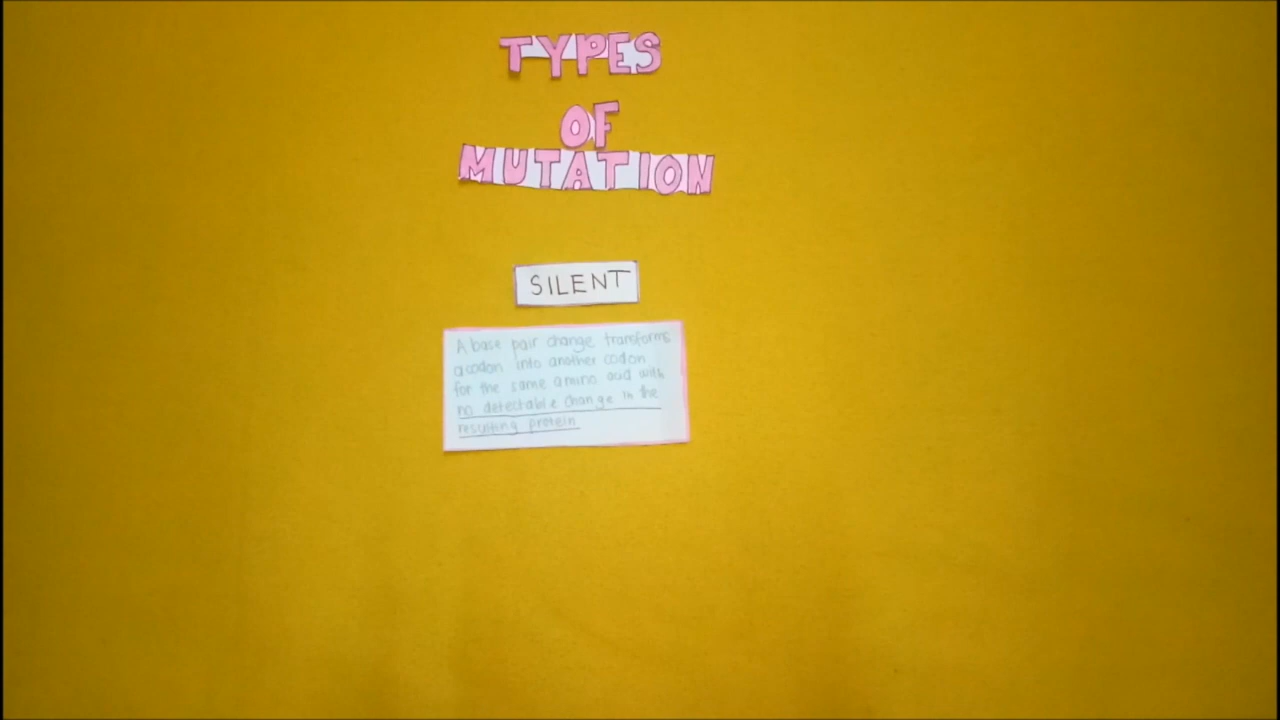 TYPES
OF
MUTATION
SILENT
A base pair change transforms
a codon into another codon
for the same amino acid with
no detectable change in the
resulting protein